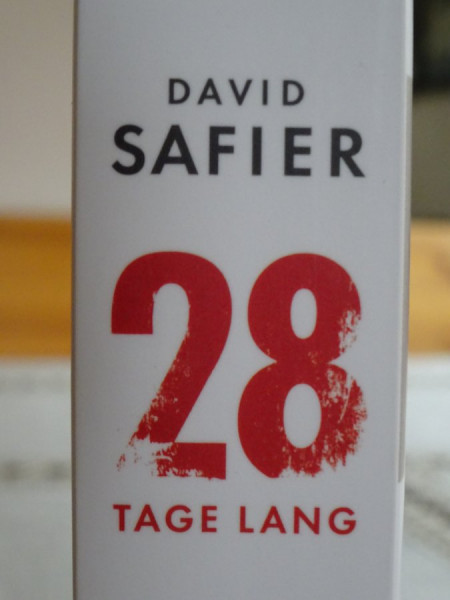 DAVID
SAFIER
28
TAGE LANG